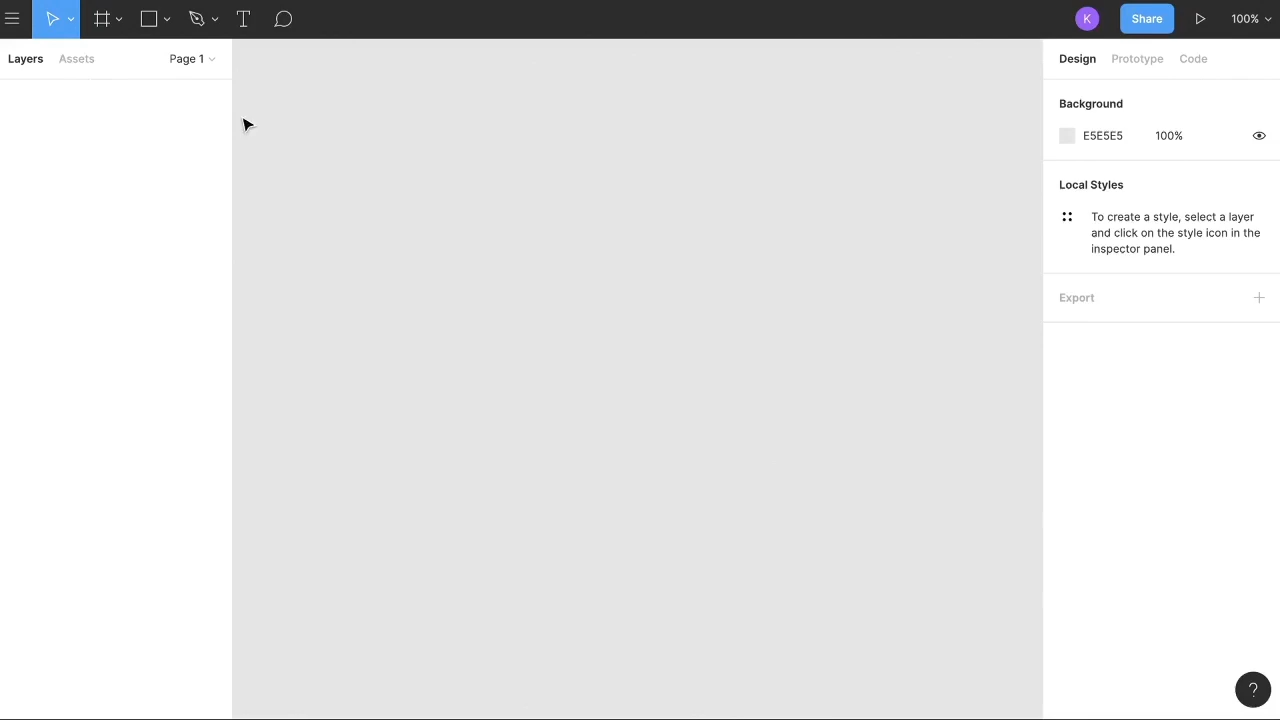 K
Share
100%
Layers
Assets
Page 1
Design
Prototype
Code
Background
E5E5E5
100%
Local Styles
To create a style, select a layer
and click on the style icon in the
inspector panel.
Export
?